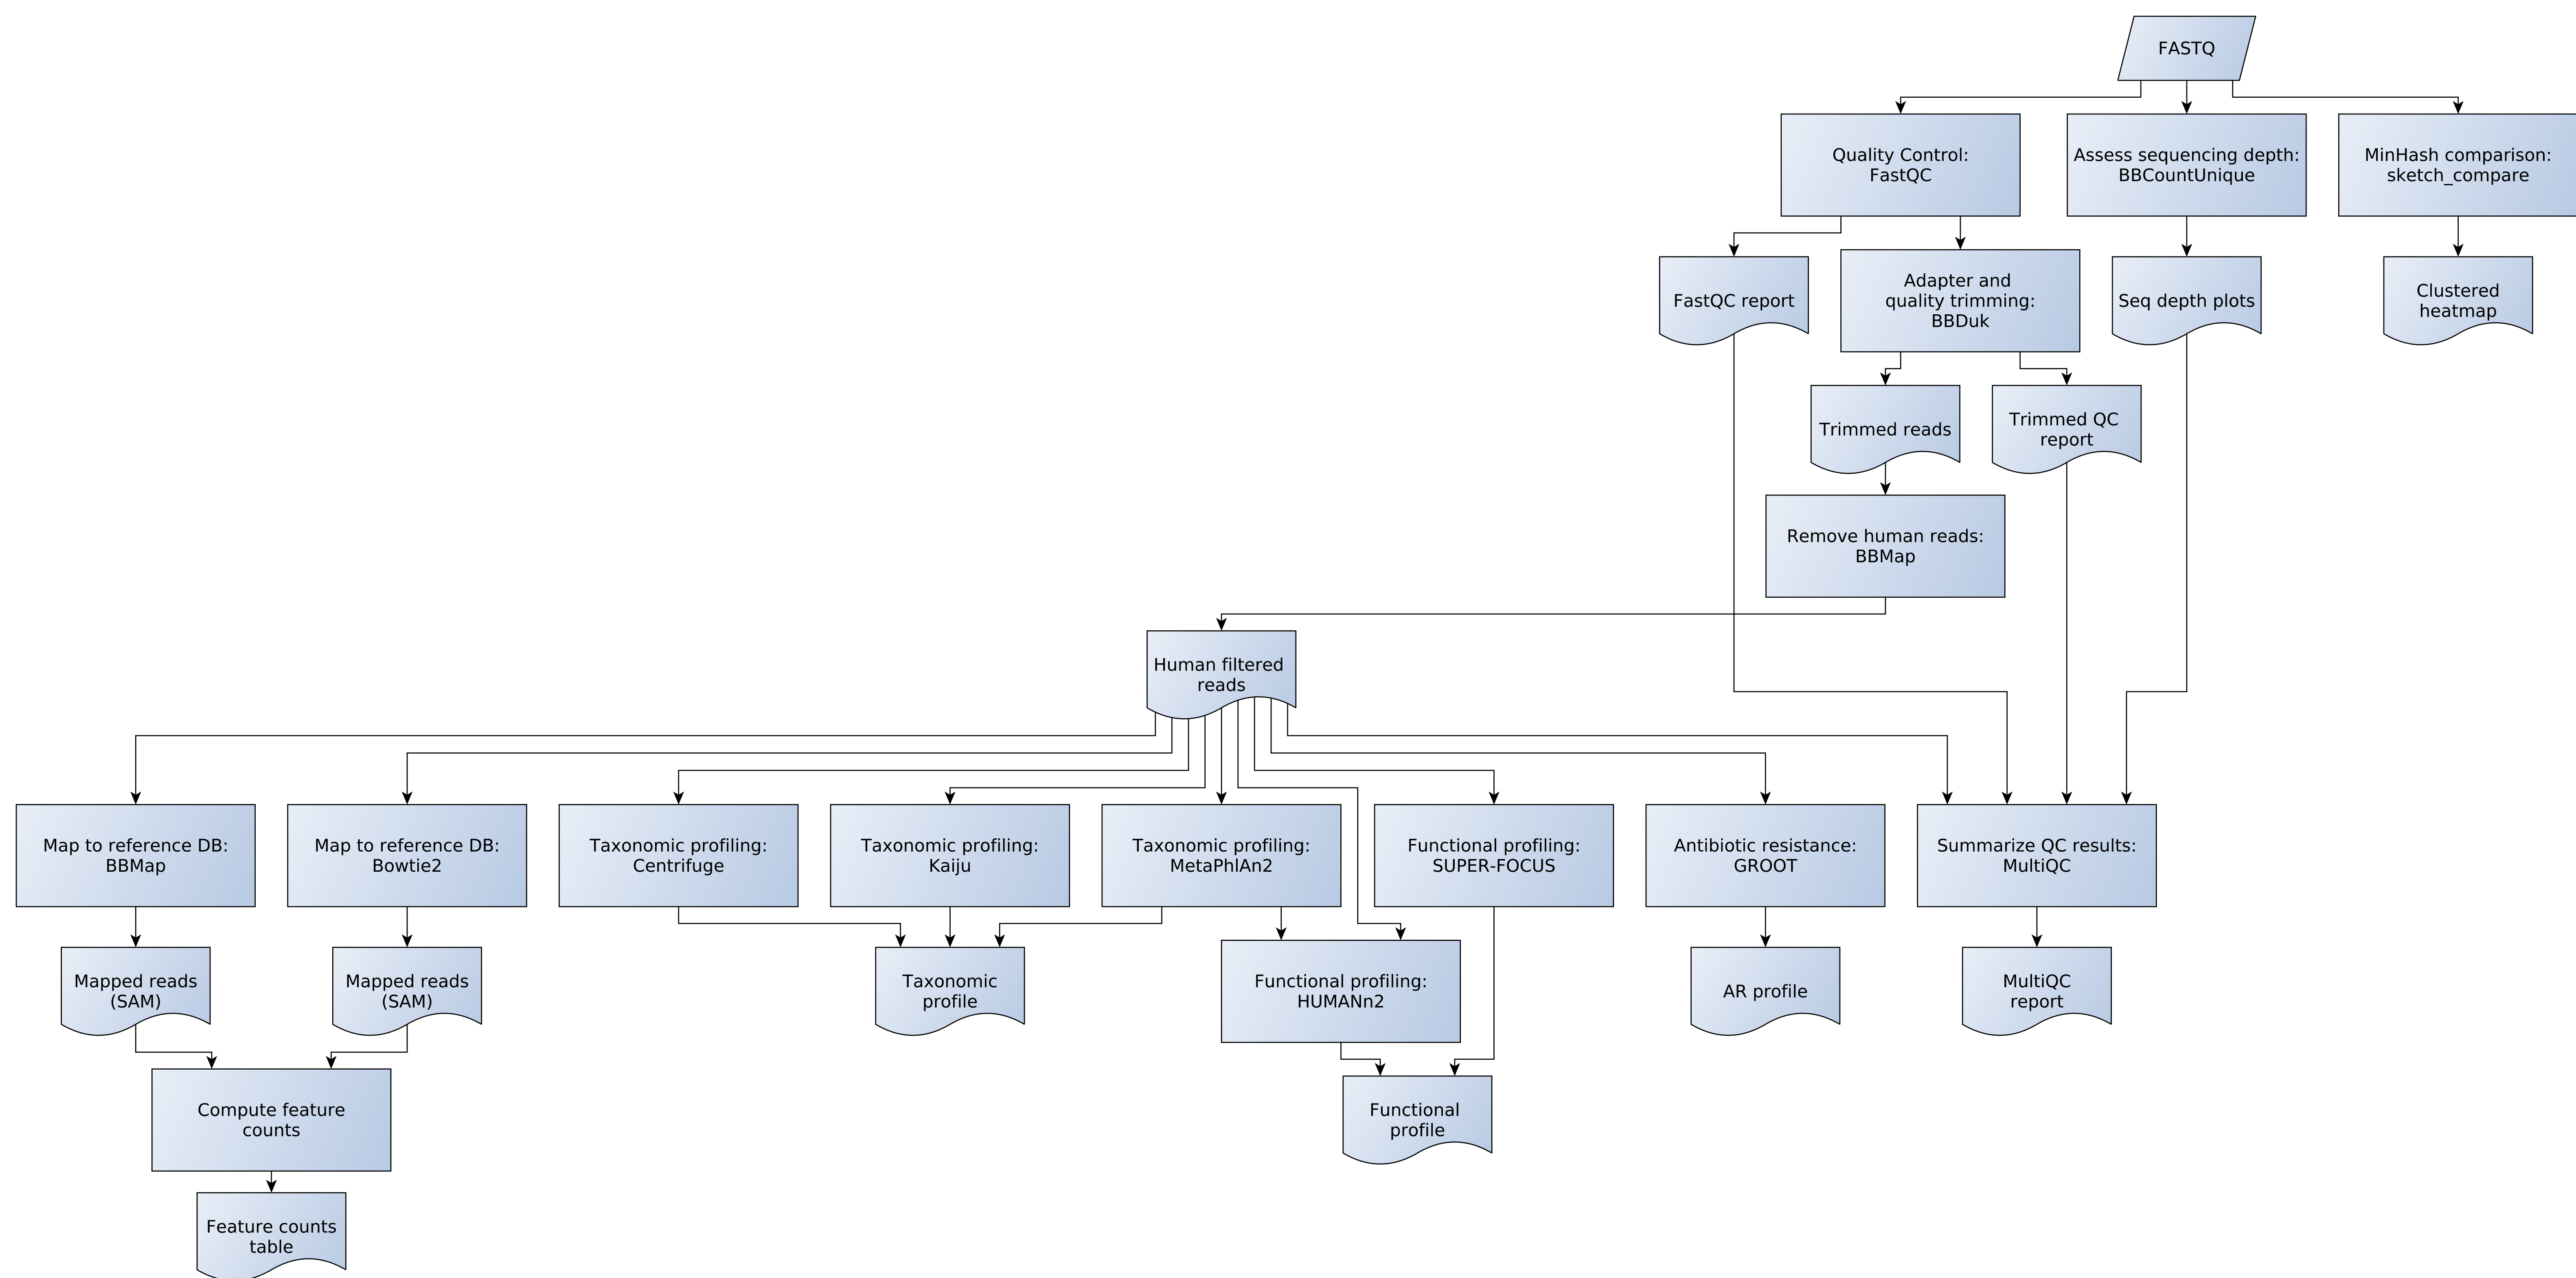 FASTQ
Quality Control:
FastQC
Assess sequencing depth:
BBCountUnique
MinHash comparison:
sketch_compare
FastQC report
Adapter and
quality trimming:
BBDuk
Seq depth plots
Clustered
heatmap
Trimmed reads
Trimmed QC
report
Remove human reads:
BBMap
Human filtered
reads
Map to reference DB:
BBMap
Map to reference DB:
Bowtie2
Taxonomic profiling:
Centrifuge
Taxonomic profiling:
Kaiju
Taxonomic profiling:
MetaPhlAn2
Functional profiling:
SUPER-FOCUS
Antibiotic resistance:
GROOT
Summarize QC results:
MultiQC
Mapped reads
(SAM)
Mapped reads
(SAM)
Taxonomic
profile
Functional profiling:
HUMANn2
AR profile
MultiQC
report
Compute feature
counts
Functional
profile
Feature counts
table